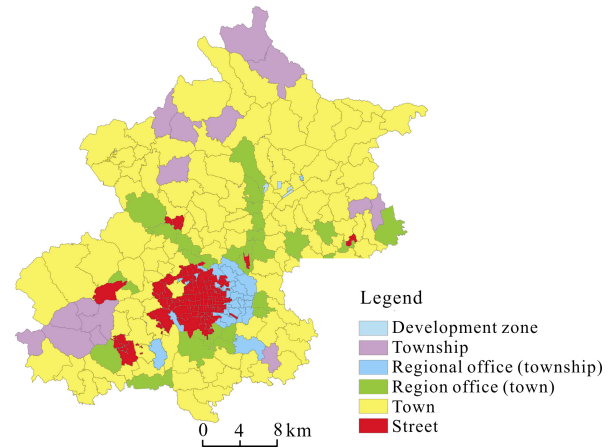 Legend
Development zone
Township
Regional office (township)
Region office (town)
Town
Street
0 4 8 km